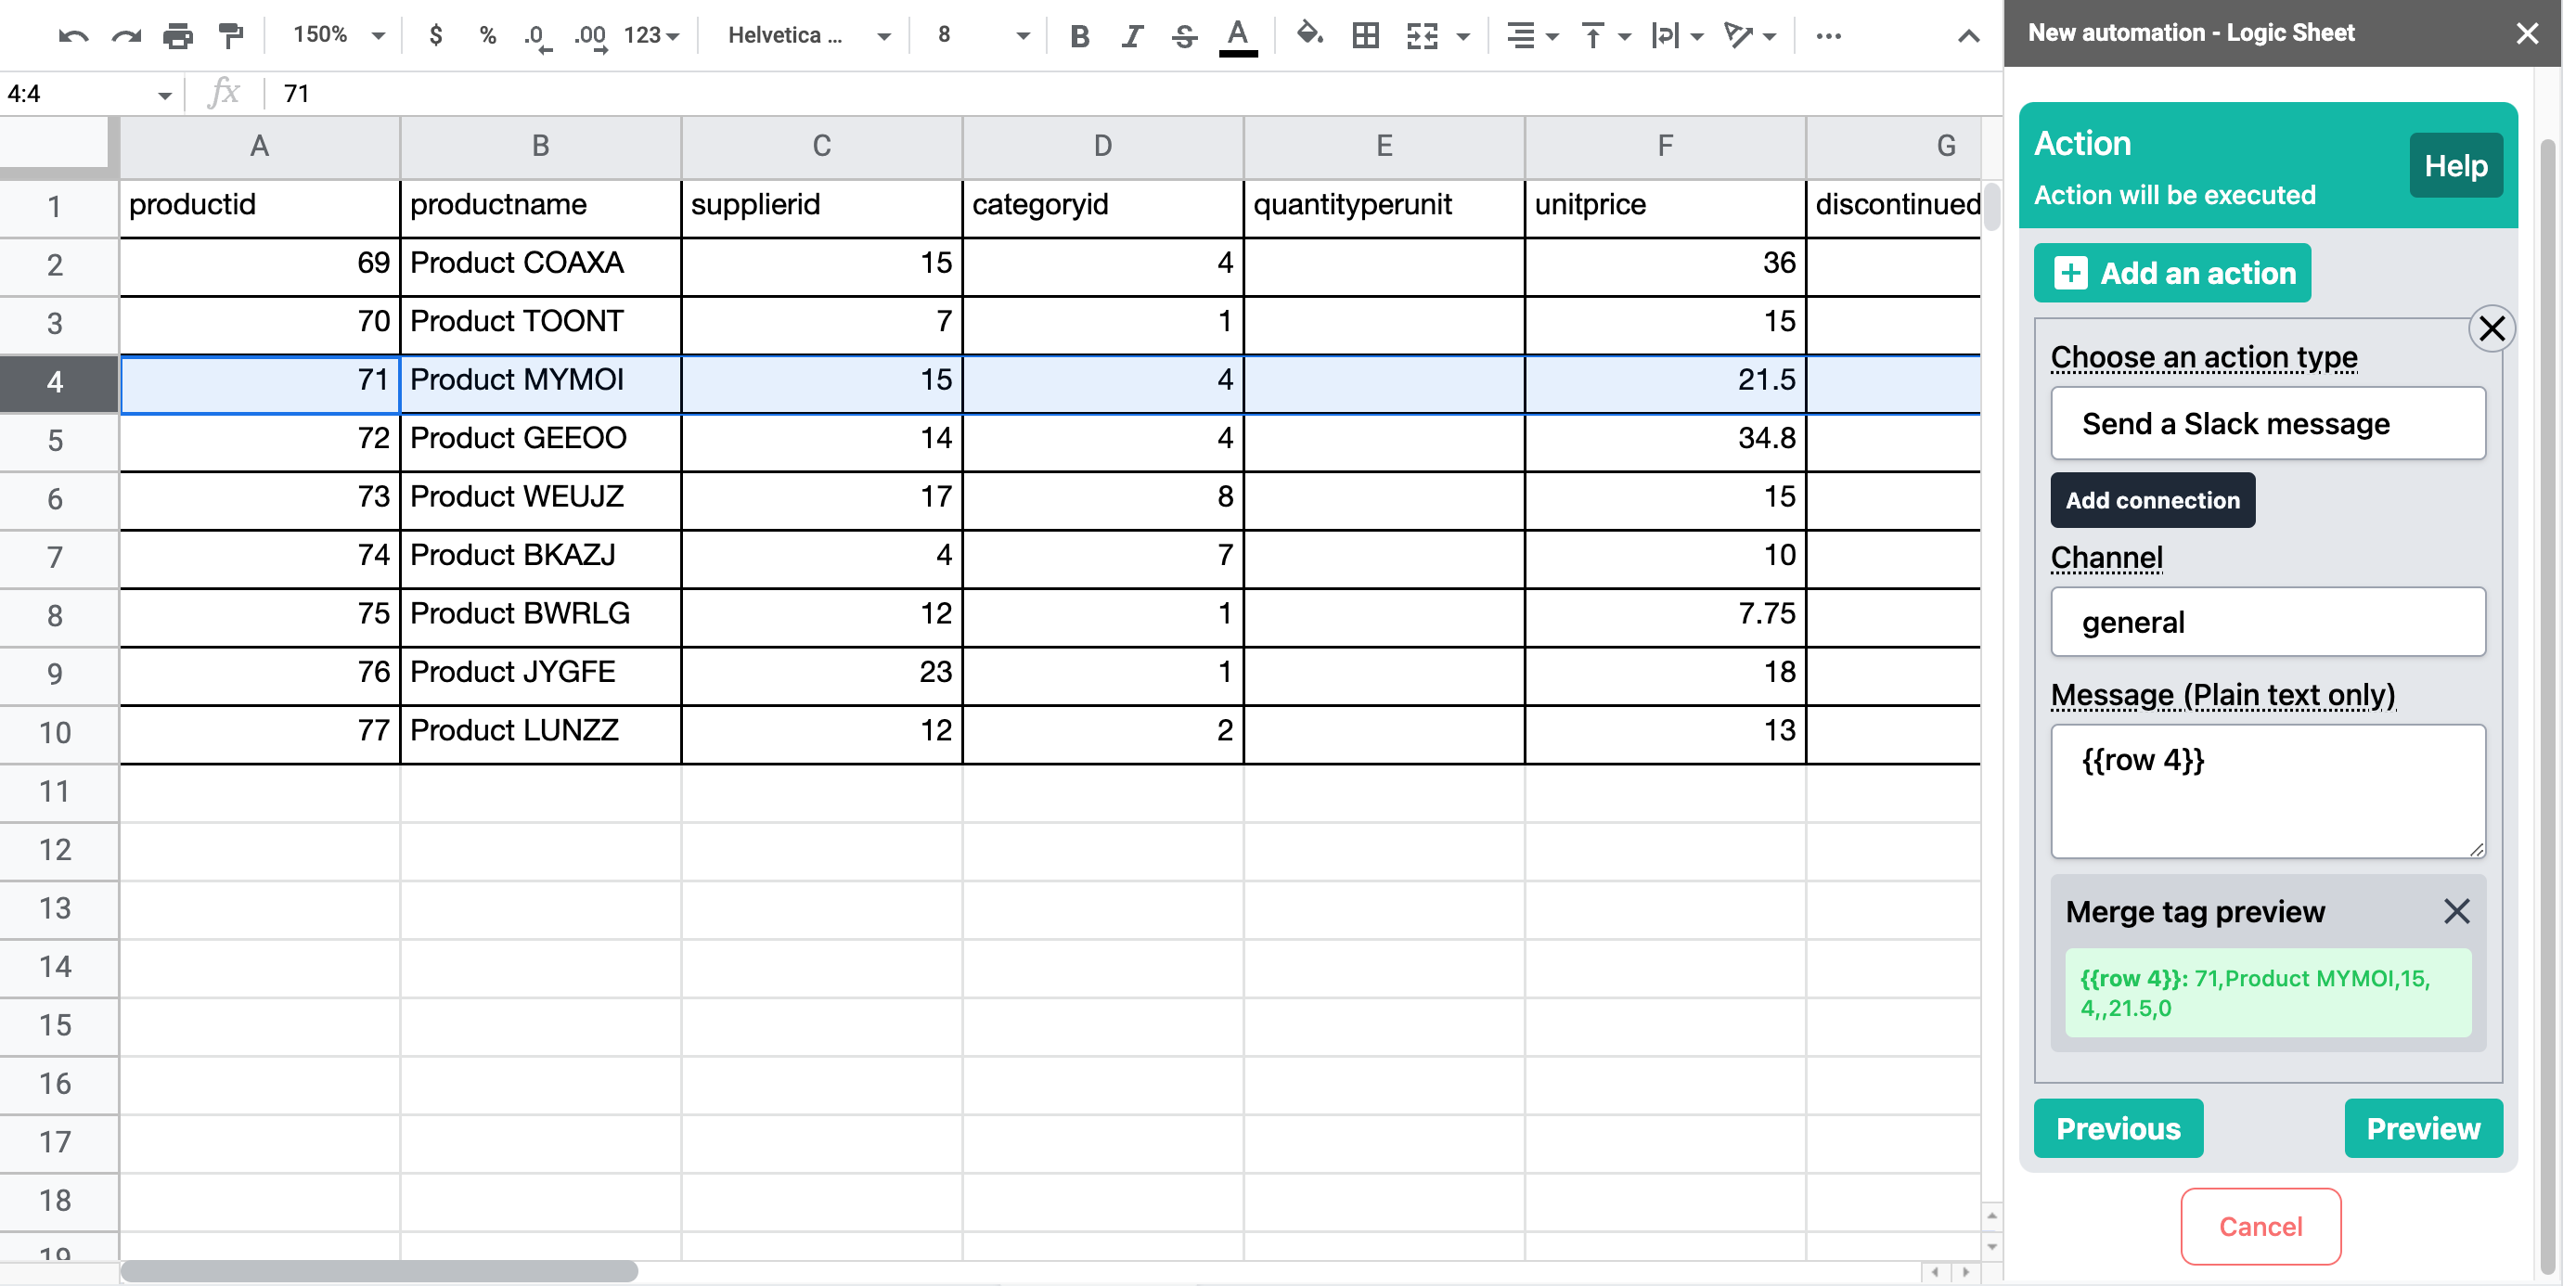 150% $ % .0 .00 123 Helvetica ... 8 B I S A
4:4 fx 71
A B C D E F G
1 productid productname supplierid categoryid quantityperunit unitprice discontinued
2 69 Product COAXA 15 4 36
3 70 Product TOONT 7 1 15
4 71 Product MYMOI 15 4 21.5
5 72 Product GEEOO 14 4 34.8
6 73 Product WEUJZ 17 8 15
7 74 Product BKAZJ 4 7 10
8 75 Product BWRLG 12 1 7.75
9 76 Product JYGFE 23 1 18
10 77 Product LUNZZ 12 2 13
11
12
13
14
15
16
17
18
19
New automation - Logic Sheet
Action
Help
Action will be executed
Add an action
Choose an action type
Send a Slack message
Add connection
Channel
general
Message (Plain text only)
{{row 4}}
Merge tag preview
{{row 4}}: 71,Product MYMOI,15,
4,,21.5,0
Previous Preview
Cancel